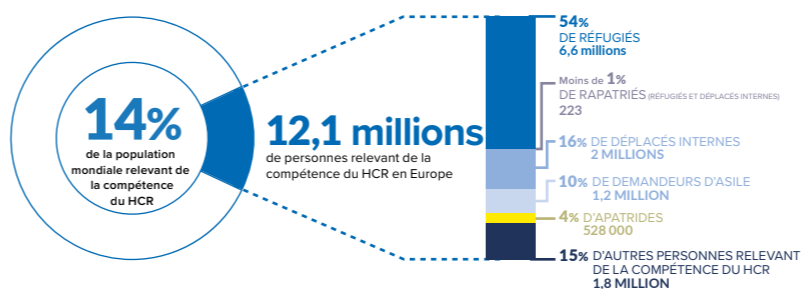 14%
de la population
mondiale relevant de
la compétence
du HCR
12,1 millions
de personnes relevant de la
compétence du HCR en Europe
54%
DE RÉFUGIÉS
6,6 millions
Moins de 1%
DE RAPATRIÉS (RÉFUGIÉS ET DÉPLACÉS INTERNES)
223
16% DE DÉPLACÉS INTERNES
2 MILLIONS
10% DE DEMANDEURS D'ASILE
1,2 MILLION
4% D'APATRIDES
528 000
15% D'AUTRES PERSONNES RELEVANT
DE LA COMPÉTENCE DU HCR
1,8 MILLION